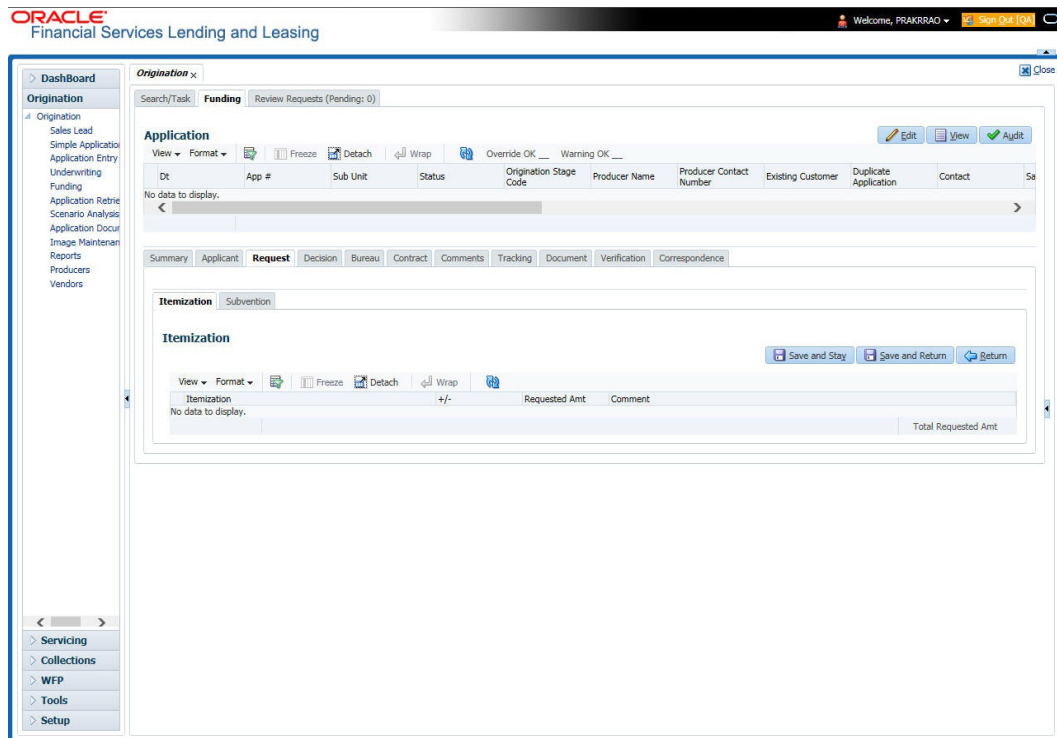 ORACLE
Financial Services Lending and Leasing
Welcome, PRAKRRAO
Sign Out [QA]
Close
DashBoard
Origination
Origination
Sales Lead
Simple Applicatio
Application Entry
Underwriting
Funding
Application Retrie
Scenario Analysis
Application Docur
Image Maintenan
Reports
Producers
Vendors
Servicing
Collections
WFP
Tools
Setup
Origination x
Search/Task Funding Review Requests (Pending: 0)
Application
Edit View Audit
View Format Freeze Detach Wrap Override OK __ Warning OK __
Dt App # Sub Unit Status Origination Stage Code Producer Name Producer Contact Number Existing Customer Duplicate Application Contact Sa
No data to display.
Summary Applicant Request Decision Bureau Contract Comments Tracking Document Verification Correspondence
Itemization Subvention
Itemization
Save and Stay Save and Return Return
View Format Freeze Detach Wrap
Itemization +/- Requested Amt Comment
No data to display.
Total Requested Amt